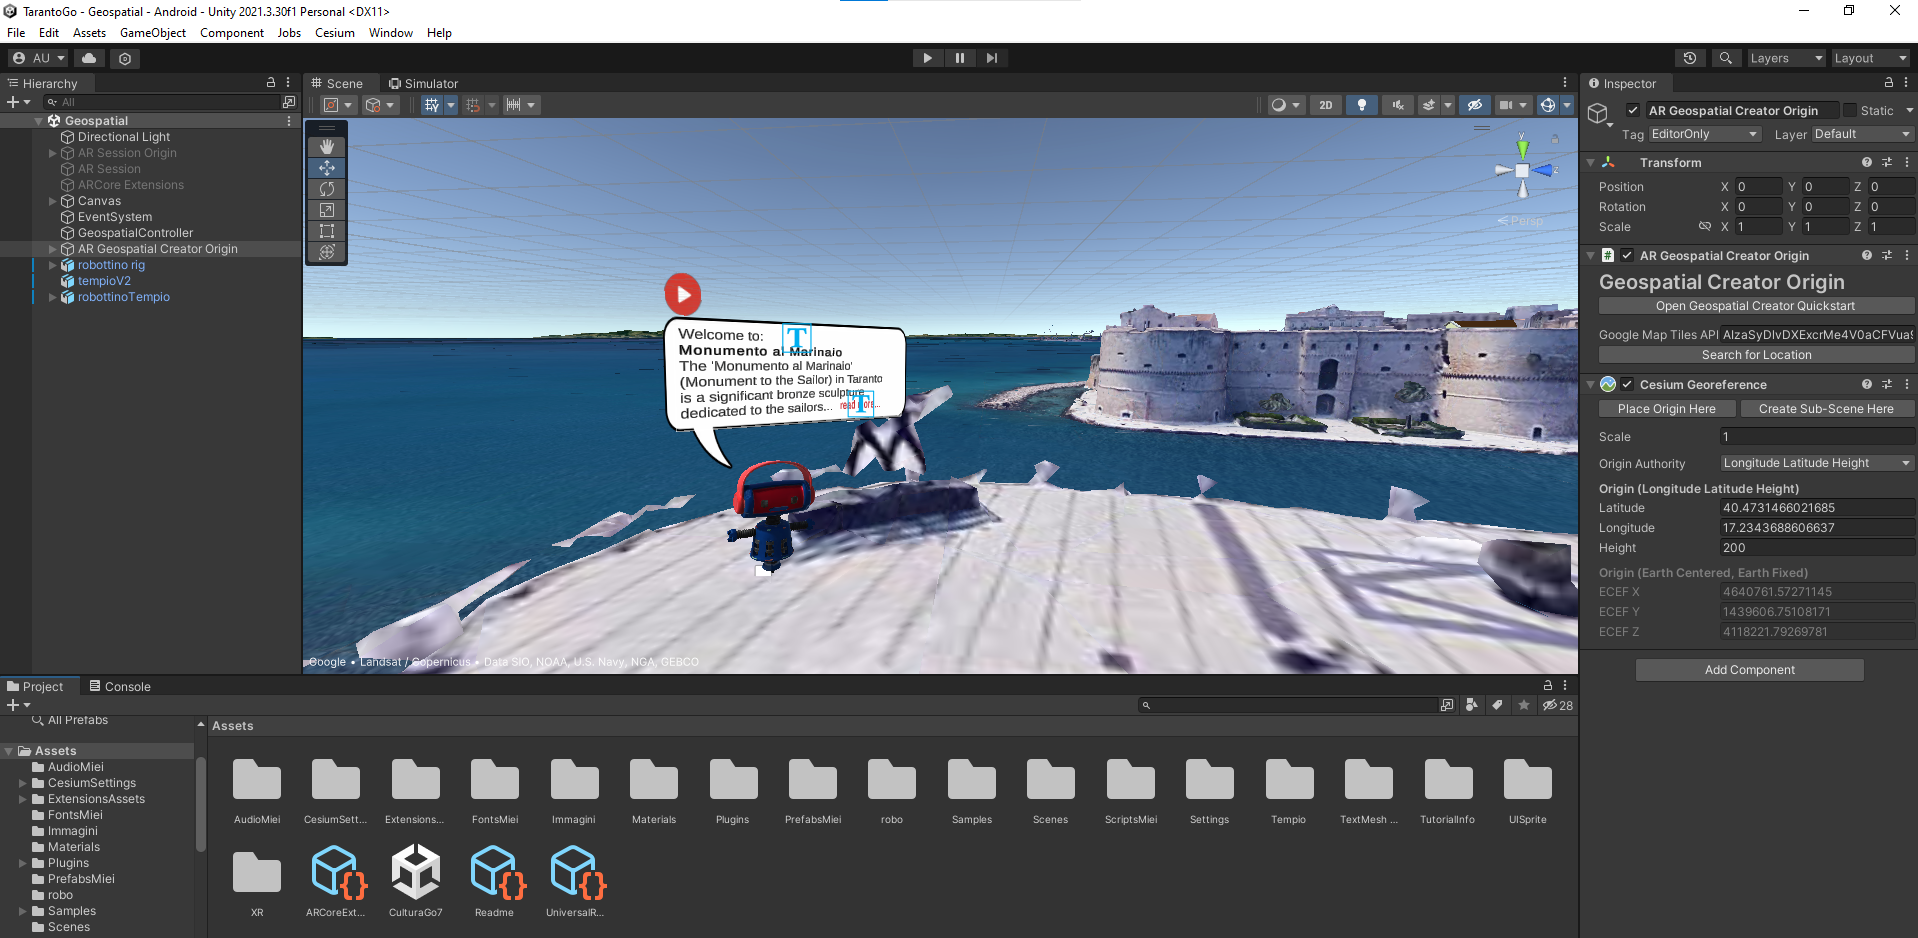 TarantoGo - Geospatial - Android - Unity 2021.3.30f1 Personal <DX11>
File Edit Assets GameObject Component Jobs Cesium Window Help
AU
Layers
Layout
Hierarchy
All
Geospatial
Directional Light
AR Session Origin
AR Session
ARCore Extensions
Canvas
EventSystem
GeospatialController
AR Geospatial Creator Origin
robottino rig
tempioV2
robottinoTempio
Scene
Simulator
2D
y
z
Persp
Welcome to:
Monumento al Marinaio
The 'Monumento al Marinaio'
(Monument to the Sailor) in Taranto
is a significant bronze sculpture
dedicated to the sailors... read more...
T
T
Google • Landsat / Copernicus • Data SIO, NOAA, U.S. Navy, NGA, GEBCO
Inspector
AR Geospatial Creator Origin
Static
Tag EditorOnly
Layer Default
Transform
Position X 0 Y 0 Z 0
Rotation X 0 Y 0 Z 0
Scale X 1 Y 1 Z 1
AR Geospatial Creator Origin
Geospatial Creator Origin
Open Geospatial Creator Quickstart
Google Map Tiles API
Search for Location
Cesium Georeference
Place Origin Here
Create Sub-Scene Here
Scale 1
Origin Authority Longitude Latitude Height
Origin (Longitude Latitude Height)
Latitude 40.4731466021685
Longitude 17.2343688606637
Height 200
Origin (Earth Centered, Earth Fixed)
ECEF X 4640761.57271145
ECEF Y 1439606.75108171
ECEF Z 4118221.79269781
Add Component
Project
Console
28
All Prefabs
Assets
AudioMiei
CesiumSettings
ExtensionsAssets
FontsMiei
Immagini
Materials
Plugins
PrefabsMiei
robo
Samples
Scenes
Assets
AudioMiei
CesiumSett...
Extensions...
FontsMiei
Immagini
Materials
Plugins
PrefabsMiei
robo
Samples
Scenes
ScriptsMiei
Settings
Tempio
TextMesh ...
TutorialInfo
UISprite
XR
ARCoreExt...
CulturaGo7
Readme
UniversalR...